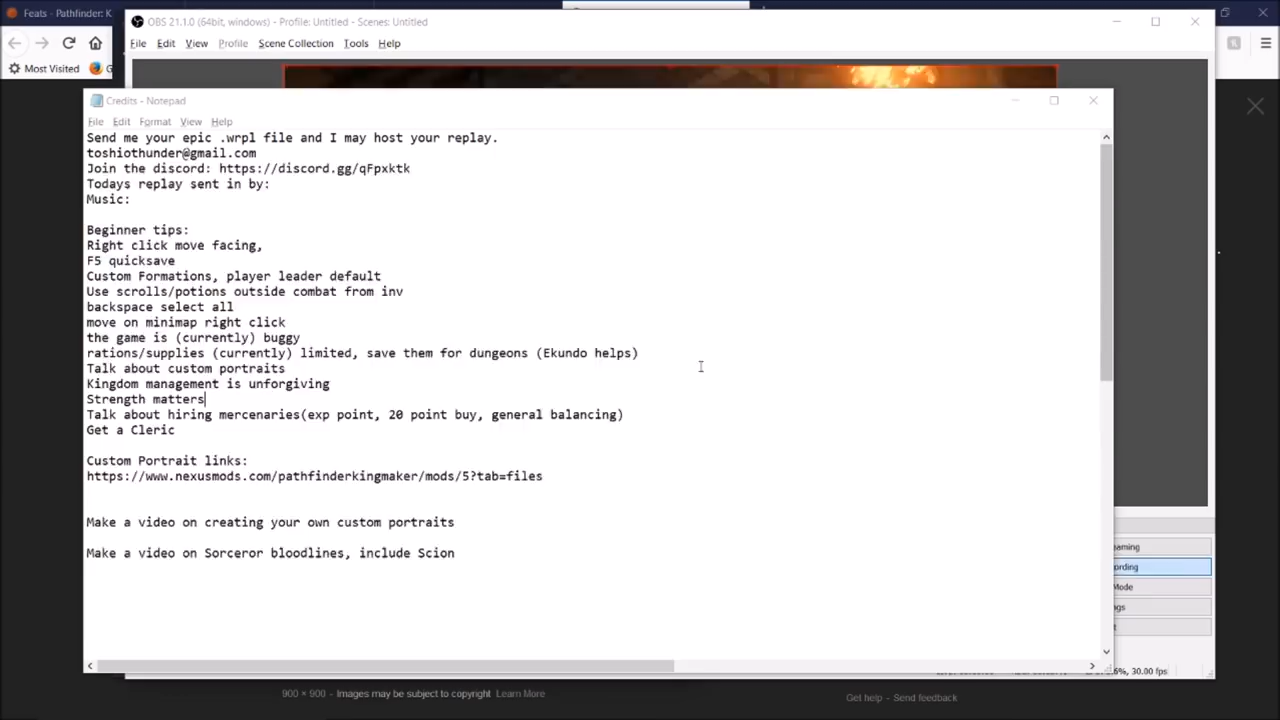 Feats - Pathfinder: K
OBS 21.1.0 (64bit, windows) - Profile: Untitled - Scenes: Untitled
File Edit View Profile Scene Collection Tools Help
Most Visited
Credits - Notepad
File Edit Format View Help
Send me your epic .wrpl file and I may host your replay.
toshiothunder@gmail.com
Join the discord: https://discord.gg/qFpxktk
Todays replay sent in by:
Music:
Beginner tips:
Right click move facing,
F5 quicksave
Custom Formations, player leader default
Use scrolls/potions outside combat from inv
backspace select all
move on minimap right click
the game is (currently) buggy
rations/supplies (currently) limited, save them for dungeons (Ekundo helps)
Talk about custom portraits
Kingdom management is unforgiving
Strength matters
Talk about hiring mercenaries(exp point, 20 point buy, general balancing)
Get a Cleric
Custom Portrait links:
https://www.nexusmods.com/pathfinderkingmaker/mods/5?tab=files
Make a video on creating your own custom portraits
Make a video on Sorceror bloodlines, include Scion
eaming
ording
Mode
ngs
t
30.00 fps
900 × 900 - Images may be subject to copyright Learn More
Get help - Send feedback